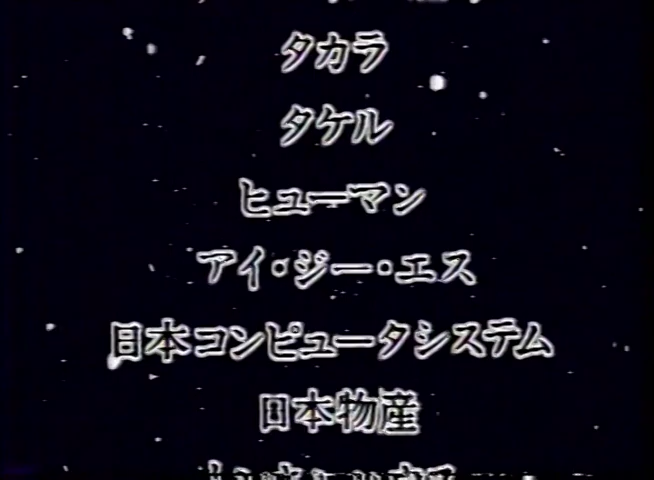 タカラ
タケル
ヒューマン
アイ・ジー・エス
日本コンピュータシステム
日本物産